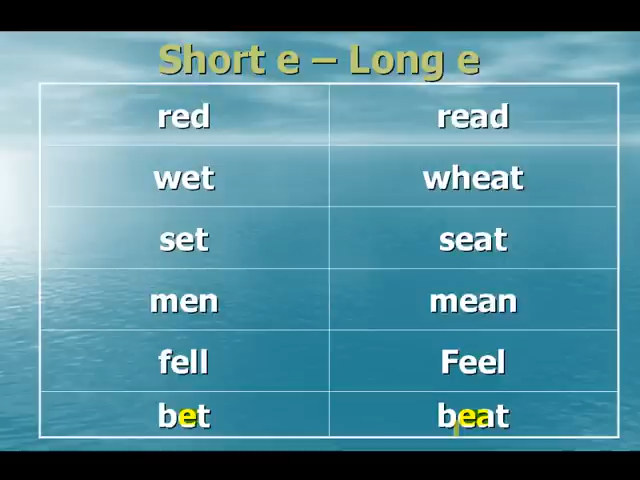 Short e – Long e
red read
wet wheat
set seat
men mean
fell Feel
bet beat